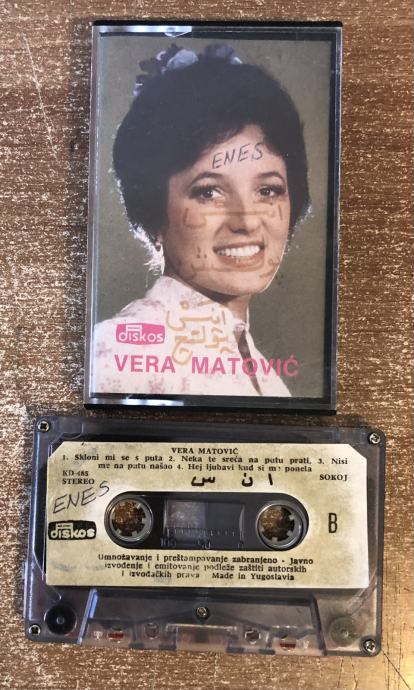 ENES
diskos
VERA MATOVIĆ
VERA MATOVIĆ
1. Skloni mi se s puta 2. Neka te sreća na putu prati, 3. Nisi
me na putu našao 4. Hej ljubavi kud si me ponela
KD-488
STEREO
ا ن س
SOKOJ
ENES
B
diskos
Umnožavanje i preštampavanje zabranjeno - Javno
izvođenje i emitovanje podleže zaštiti autorskih
i izvođačkih prava Made in Yugoslavia